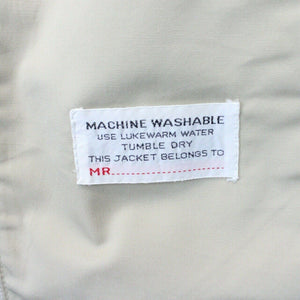 MACHINE WASHABLE
USE LUKEWARM WATER
TUMBLE DRY
THIS JACKET BELONGS TO
MR..............................